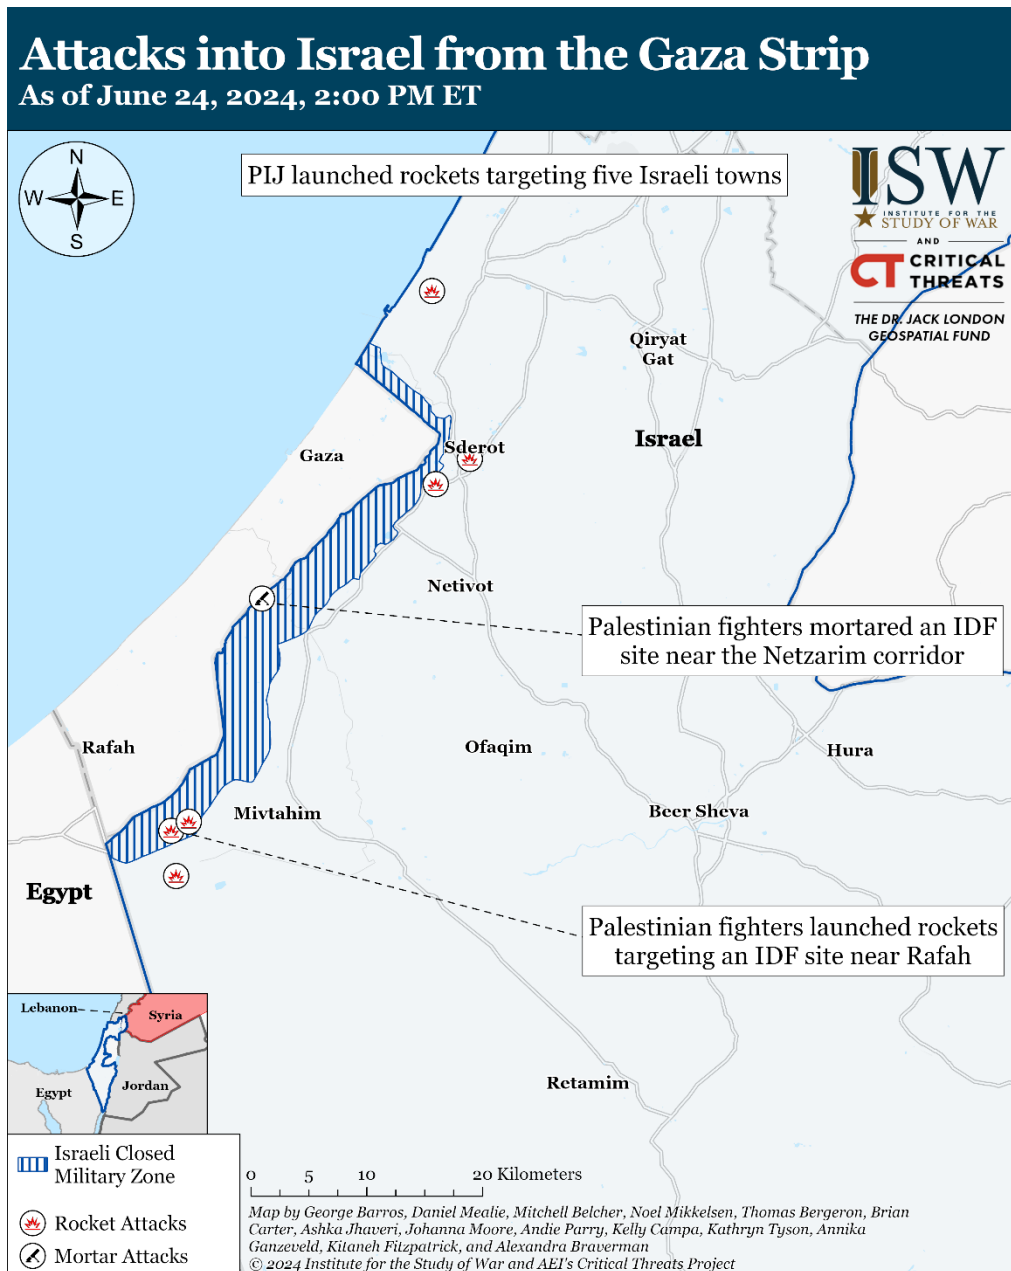 Attacks into Israel from the Gaza Strip
As of June 24, 2024, 2:00 PM ET
N
W
E
S
PIJ launched rockets targeting five Israeli towns
ISW
INSTITUTE FOR THE
STUDY OF WAR
AND
CT CRITICAL
THREATS
THE DR. JACK LONDON
GEOSPATIAL FUND
Qiryat
Gat
Israel
Gaza
Sderot
Netivot
Palestinian fighters mortared an IDF
site near the Netzarim corridor
Rafah
Ofaqim
Hura
Mivtahim
Beer Sheva
Egypt
Palestinian fighters launched rockets
targeting an IDF site near Rafah
Retamim
Lebanon
Syria
Egypt
Jordan
Israeli Closed
Military Zone
Rocket Attacks
Mortar Attacks
0 5 10 20 Kilometers
Map by George Barros, Daniel Mealie, Mitchell Belcher, Noel Mikkelsen, Thomas Bergeron, Brian
Carter, Ashka Jhaveri, Johanna Moore, Andie Parry, Kelly Campa, Kathryn Tyson, Annika
Ganzeveld, Kitaneh Fitzpatrick, and Alexandra Braverman
© 2024 Institute for the Study of War and AEI's Critical Threats Project